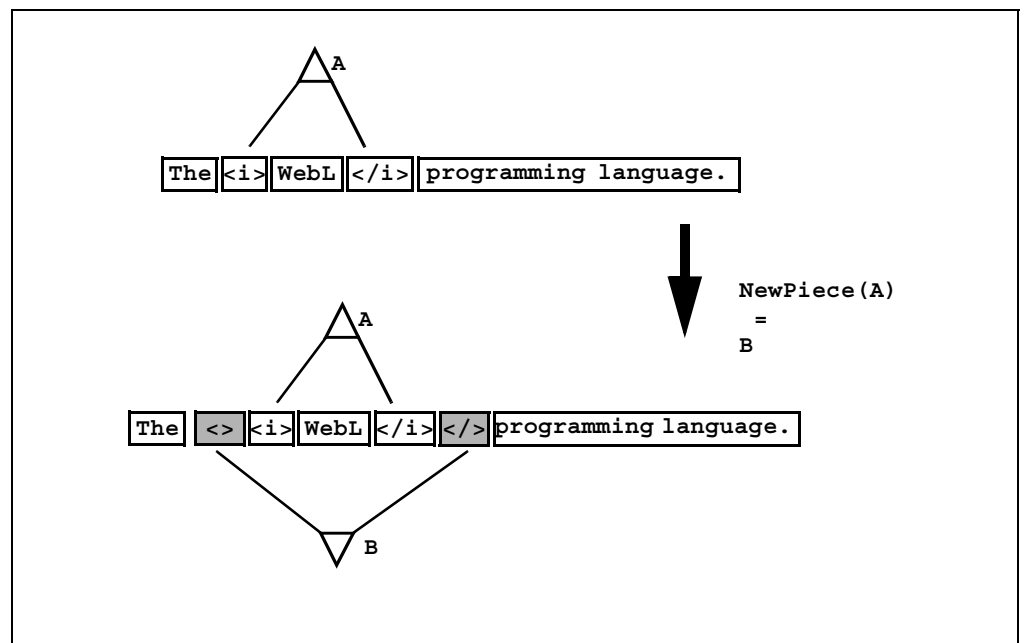 A
The <i> WebL </i> programming language.
NewPiece(A)
=
B
A
The <> <i> WebL </i> </> programming language.
B